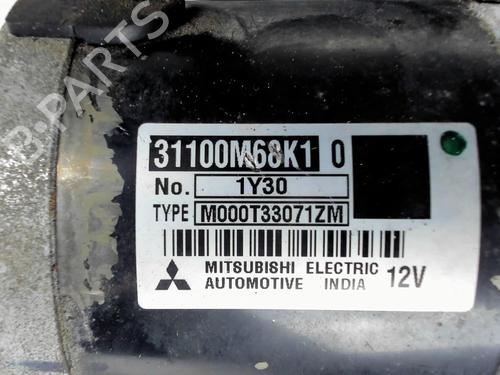 B-PARTS
31100M68K1 0
No. 1Y30
TYPE M000T33071ZM
MITSUBISHI ELECTRIC
AUTOMOTIVE INDIA 12V